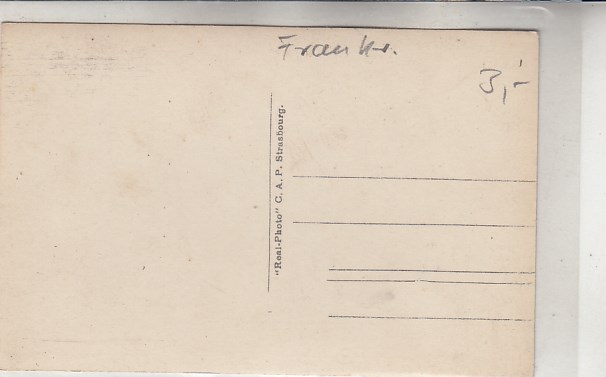 Frankr.
3,-
"Real-Photo" C. A. P. Strasbourg.